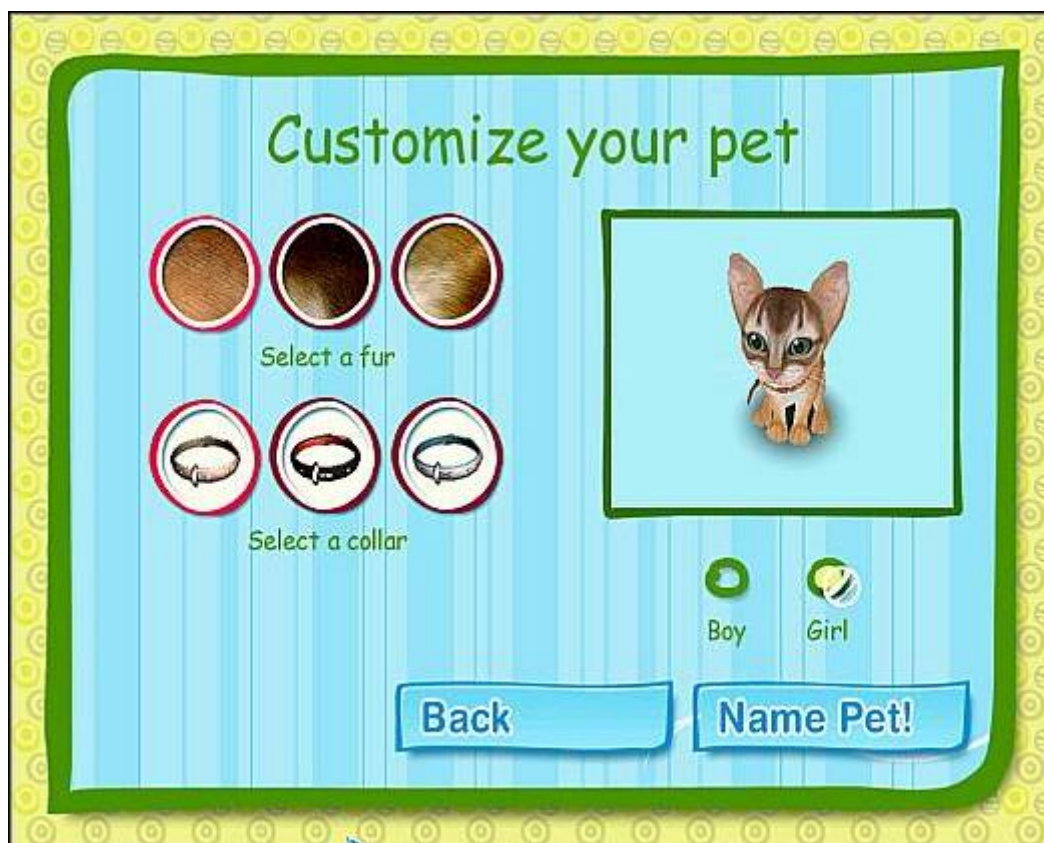 Customize your pet
Select a fur
Select a collar
Boy
Girl
Back
Name Pet!